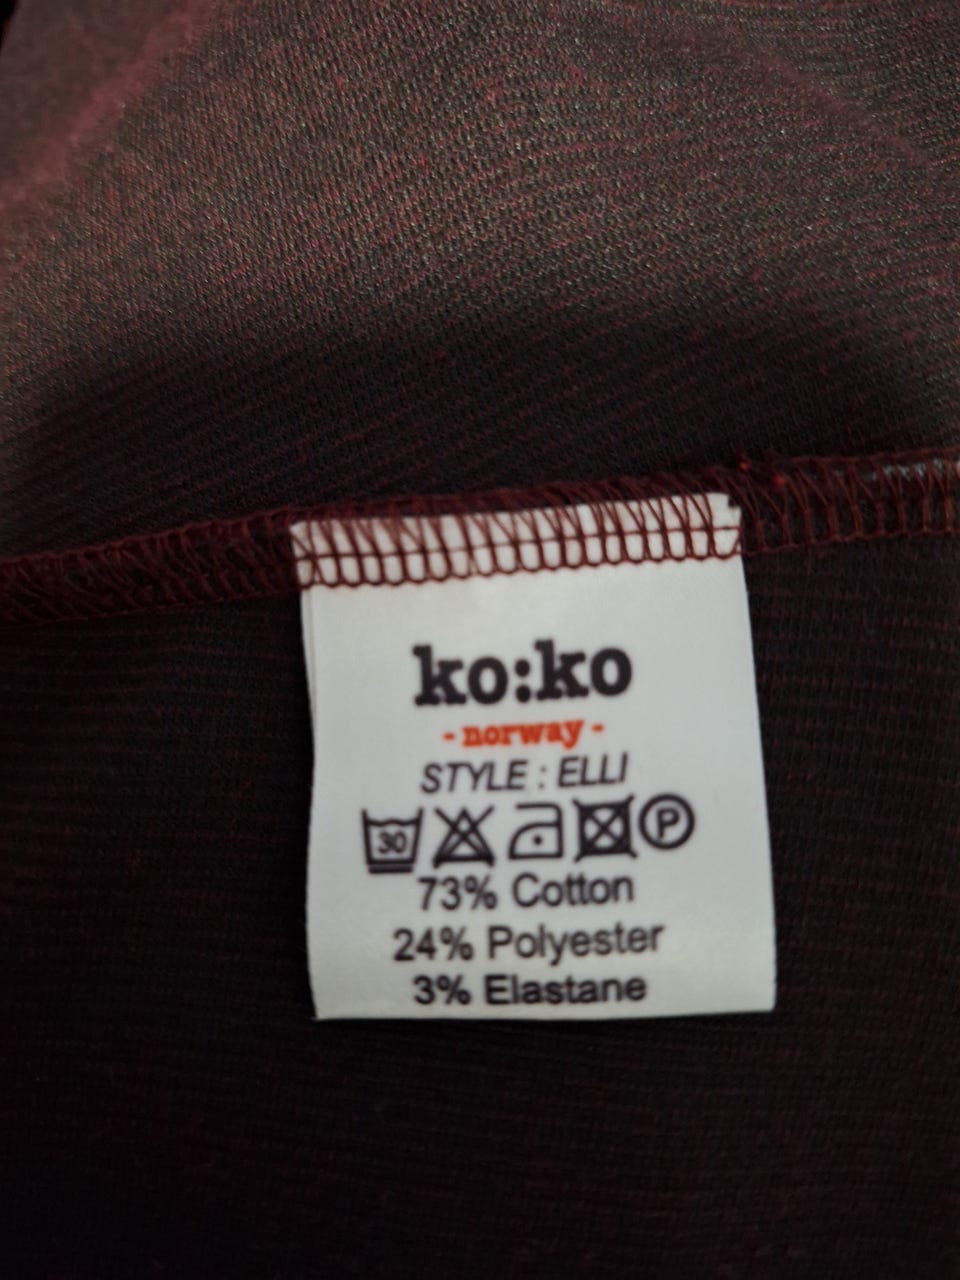 ko:ko
- norway -
STYLE : ELLI
30 P
73% Cotton
24% Polyester
3% Elastane